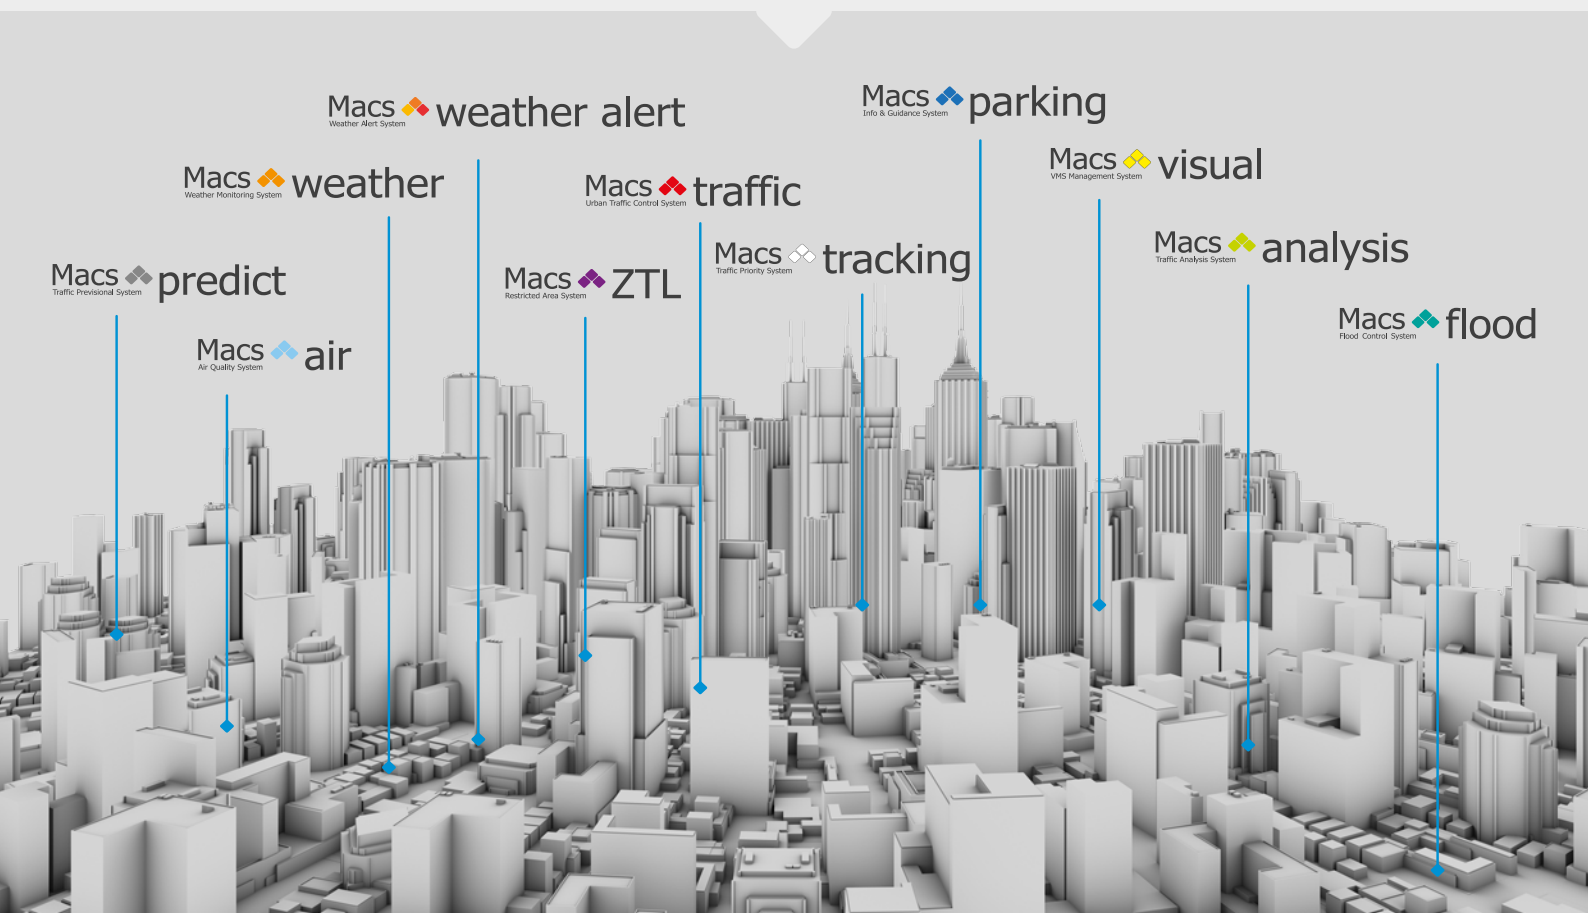 Macs weather alert
Weather Alert System
Macs parking
Info & Guidance System
Macs visual
VMS Management System
Macs weather
Weather Monitoring System
Macs traffic
Urban Traffic Control System
Macs tracking
Traffic Priority System
Macs analysis
Traffic Analysis System
Macs predict
Traffic Previsional System
Macs ZTL
Restricted Area System
Macs flood
Flood Control System
Macs air
Air Quality System